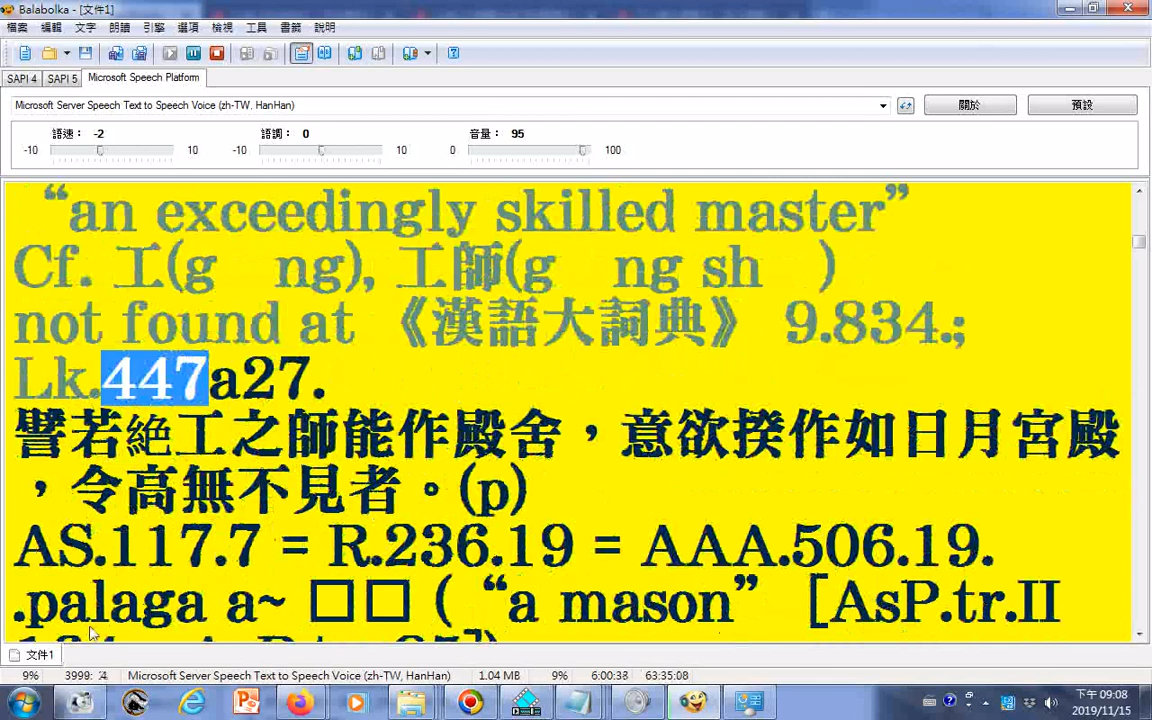 Balabolka - [文件1]
檔案 編輯 文字 朗讀 引擎 選項 檢視 工具 書籤 說明
SAPI 4 SAPI 5 Microsoft Speech Platform
Microsoft Server Speech Text to Speech Voice (zh-TW, HanHan)
關於
預設
語速： -2 語調： 0 音量： 95
-10 10 -10 10 0 100
“an exceedingly skilled master”
Cf. 工(g ng), 工師(g ng sh )
not found at 《漢語大詞典》 9.834.;
Lk.447a27.
譬若絶工之師能作殿舍，意欲揆作如日月宮殿
，令高無不見者。(p)
AS.117.7 = R.236.19 = AAA.506.19.
.palaga a~ □□ (“a mason” [AsP.tr.II
文件1
9% 3999: 4 Microsoft Server Speech Text to Speech Voice (zh-TW, HanHan) 1.04 MB 9% 6:00:38 63:35:08
下午 09:08
2019/11/15